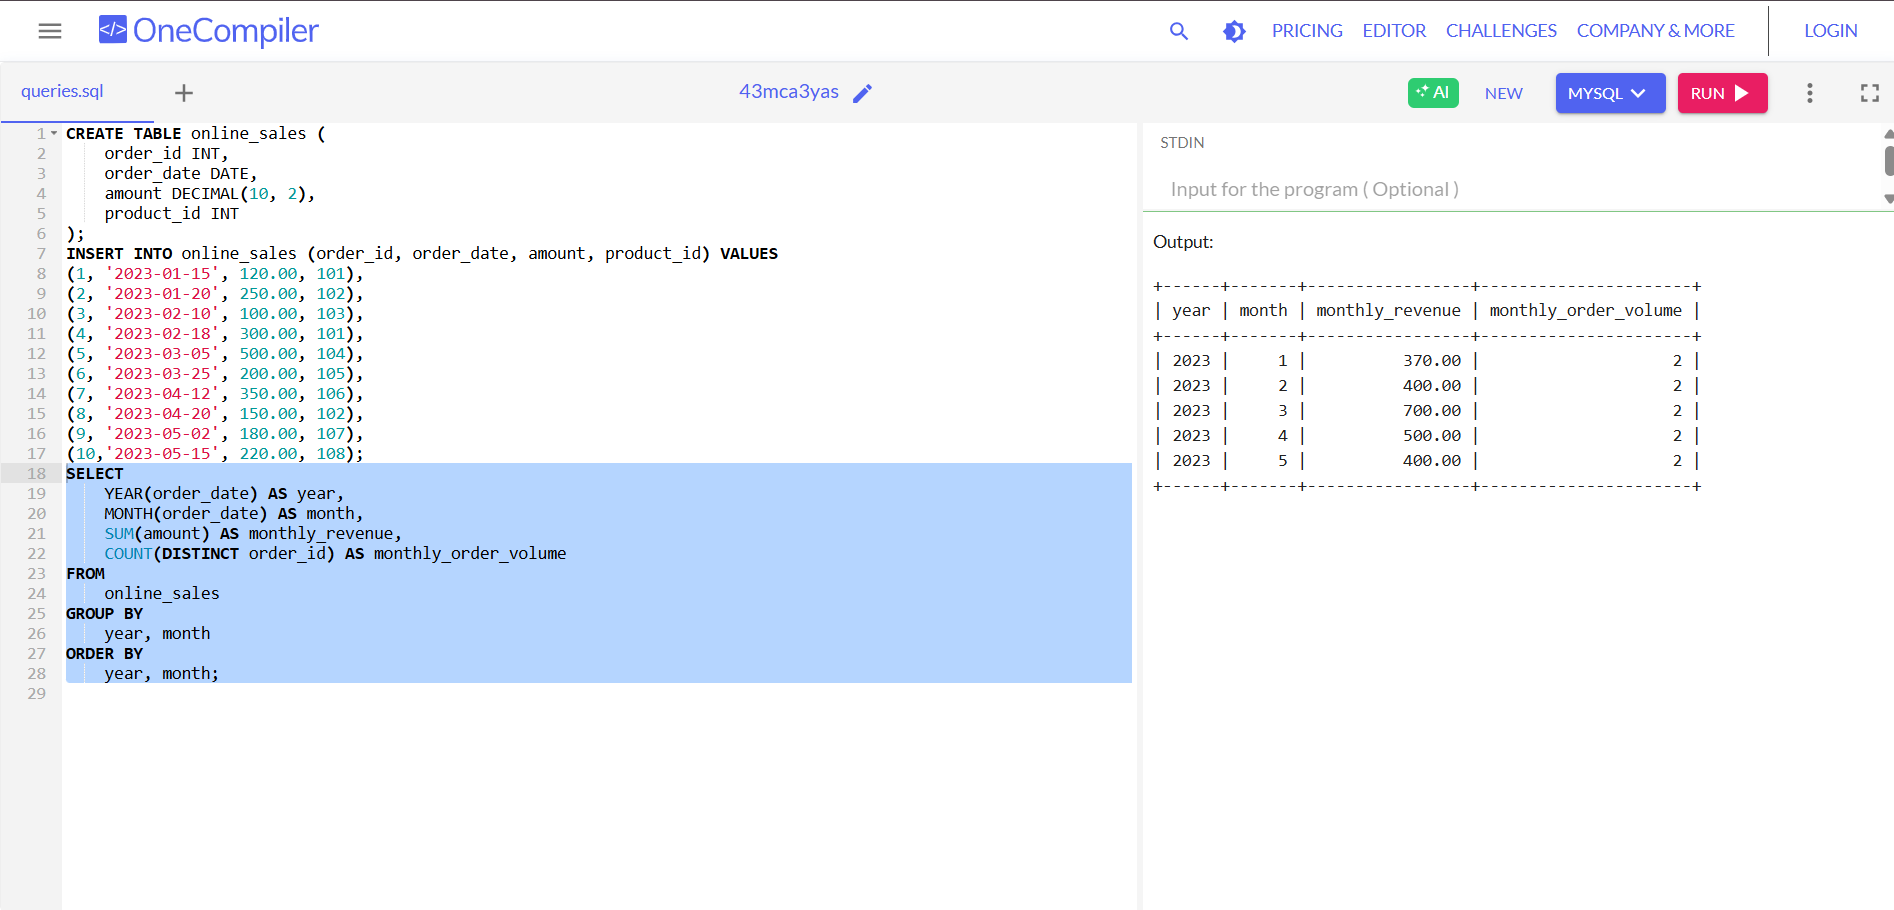 </> OneCompiler
PRICING EDITOR CHALLENGES COMPANY & MORE LOGIN
queries.sql
43mca3yas
AI NEW MYSQL RUN
1 CREATE TABLE online_sales (
2     order_id INT,
3     order_date DATE,
4     amount DECIMAL(10, 2),
5     product_id INT
6 );
7 INSERT INTO online_sales (order_id, order_date, amount, product_id) VALUES
8 (1, '2023-01-15', 120.00, 101),
9 (2, '2023-01-20', 250.00, 102),
10 (3, '2023-02-10', 100.00, 103),
11 (4, '2023-02-18', 300.00, 101),
12 (5, '2023-03-05', 500.00, 104),
13 (6, '2023-03-25', 200.00, 105),
14 (7, '2023-04-12', 350.00, 106),
15 (8, '2023-04-20', 150.00, 102),
16 (9, '2023-05-02', 180.00, 107),
17 (10,'2023-05-15', 220.00, 108);
18 SELECT
19     YEAR(order_date) AS year,
20     MONTH(order_date) AS month,
21     SUM(amount) AS monthly_revenue,
22     COUNT(DISTINCT order_id) AS monthly_order_volume
23 FROM
24     online_sales
25 GROUP BY
26     year, month
27 ORDER BY
28     year, month;
29
STDIN
Input for the program ( Optional )
Output:
+------+-------+-----------------+----------------------+
| year | month | monthly_revenue | monthly_order_volume |
+------+-------+-----------------+----------------------+
| 2023 |     1 |          370.00 |                    2 |
| 2023 |     2 |          400.00 |                    2 |
| 2023 |     3 |          700.00 |                    2 |
| 2023 |     4 |          500.00 |                    2 |
| 2023 |     5 |          400.00 |                    2 |
+------+-------+-----------------+----------------------+